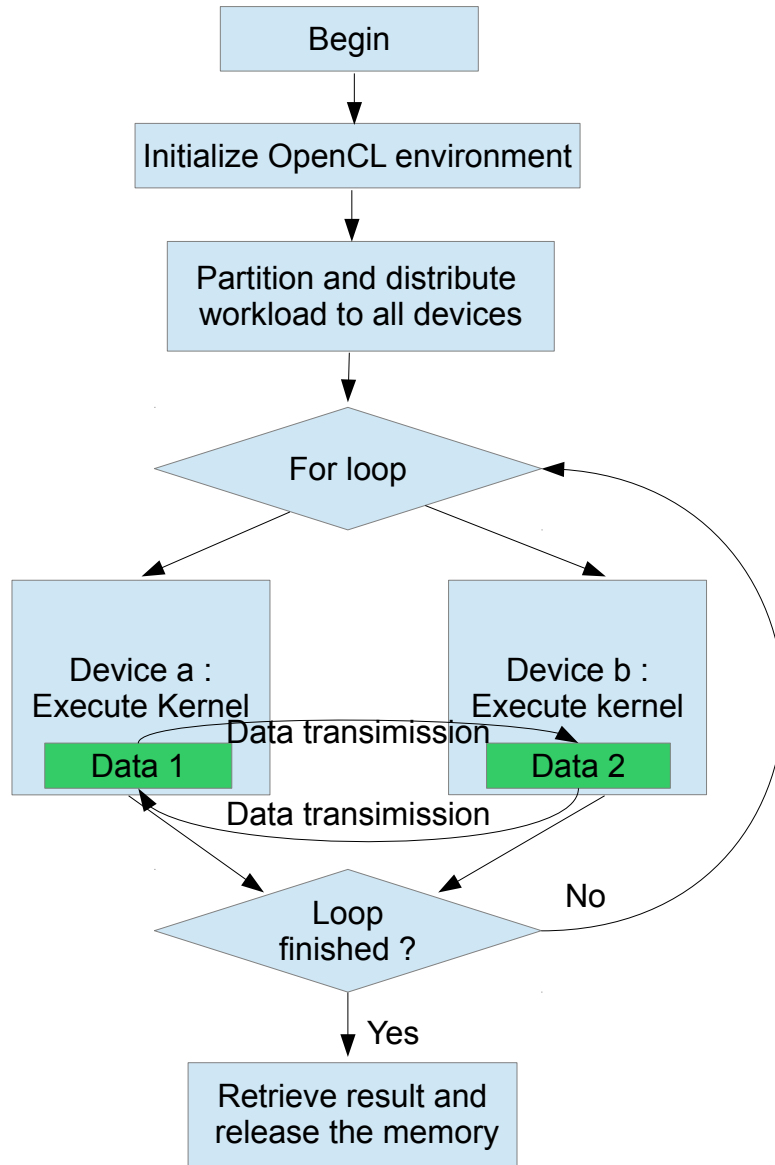 Begin
Initialize OpenCL environment
Partition and distribute
workload to all devices
For loop
Device a :
Execute Kernel
Device b :
Execute kernel
Data transimission
Data 1
Data 2
Data transimission
Loop
finished ?
No
Yes
Retrieve result and
release the memory